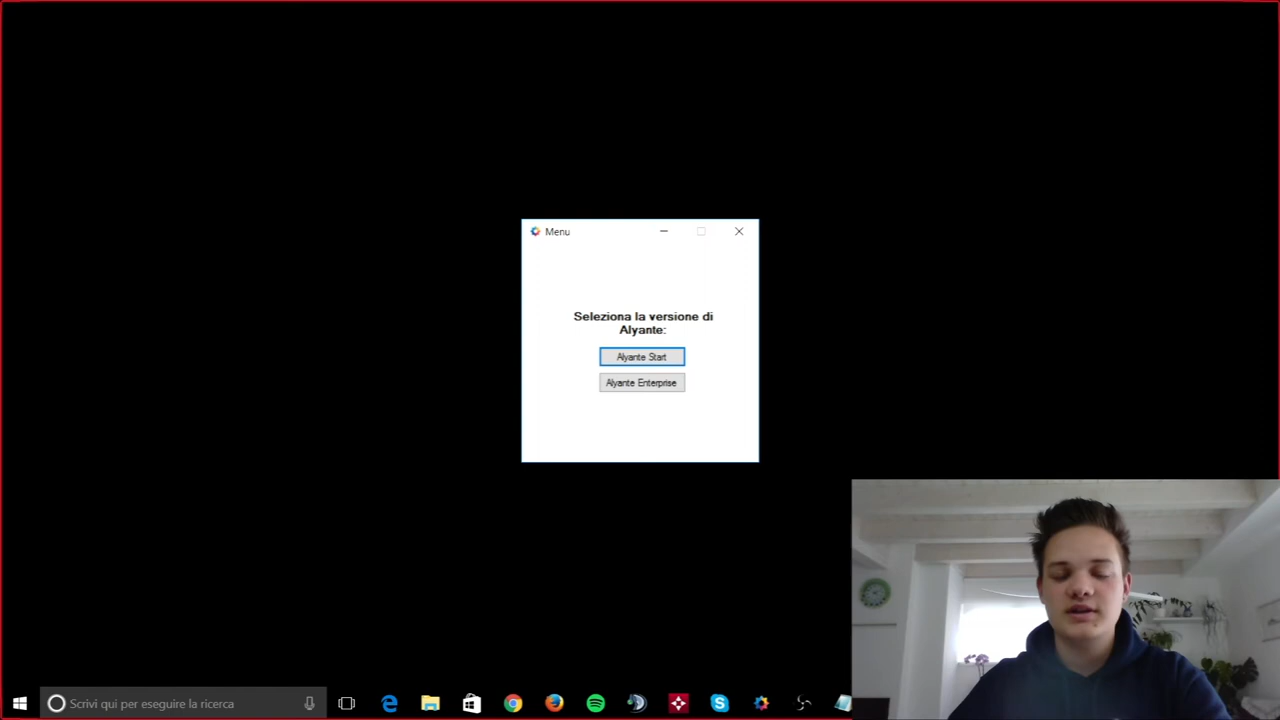 Menu
Seleziona la versione di
Alyante:
Alyante Start
Alyante Enterprise
Scrivi qui per eseguire la ricerca